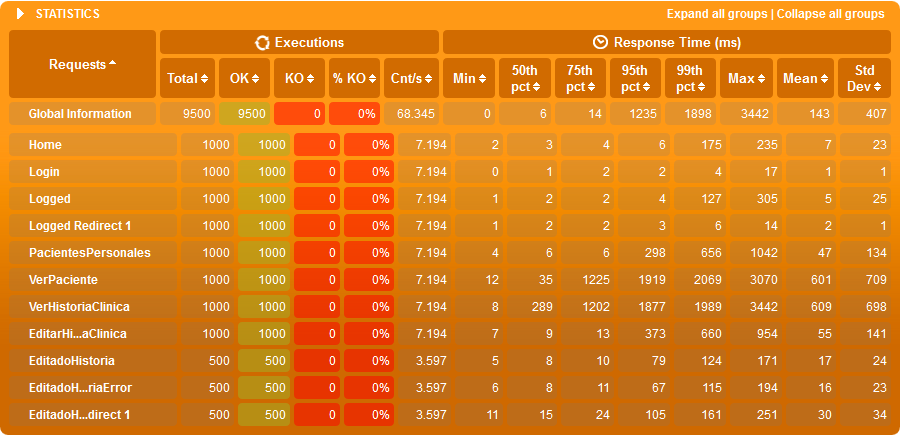 STATISTICS Expand all groups | Collapse all groups
Requests Executions Response Time (ms)
Total OK KO % KO Cnt/s Min 50th pct 75th pct 95th pct 99th pct Max Mean Std Dev
Global Information 9500 9500 0 0% 68.345 0 6 14 1235 1898 3442 143 407
Home 1000 1000 0 0% 7.194 2 3 4 6 175 235 7 23
Login 1000 1000 0 0% 7.194 0 1 2 2 4 17 1 1
Logged 1000 1000 0 0% 7.194 1 2 2 4 127 305 5 25
Logged Redirect 1 1000 1000 0 0% 7.194 1 2 2 3 6 14 2 1
PacientesPersonales 1000 1000 0 0% 7.194 4 6 6 298 656 1042 47 134
VerPaciente 1000 1000 0 0% 7.194 12 35 1225 1919 2069 3070 601 709
VerHistoriaClinica 1000 1000 0 0% 7.194 8 289 1202 1877 1989 3442 609 698
EditarHi...aClinica 1000 1000 0 0% 7.194 7 9 13 373 660 954 55 141
EditadoHistoria 500 500 0 0% 3.597 5 8 10 79 124 171 17 24
EditadoH...riaError 500 500 0 0% 3.597 6 8 11 67 115 194 16 23
EditadoH...direct 1 500 500 0 0% 3.597 11 15 24 105 161 251 30 34